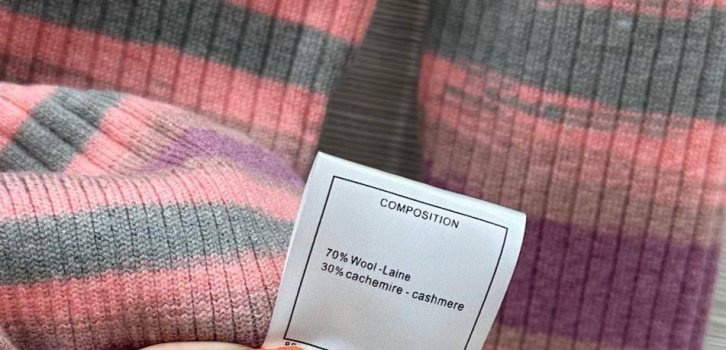 COMPOSITION
70% Wool -Laine
30% cachemire - cashmere